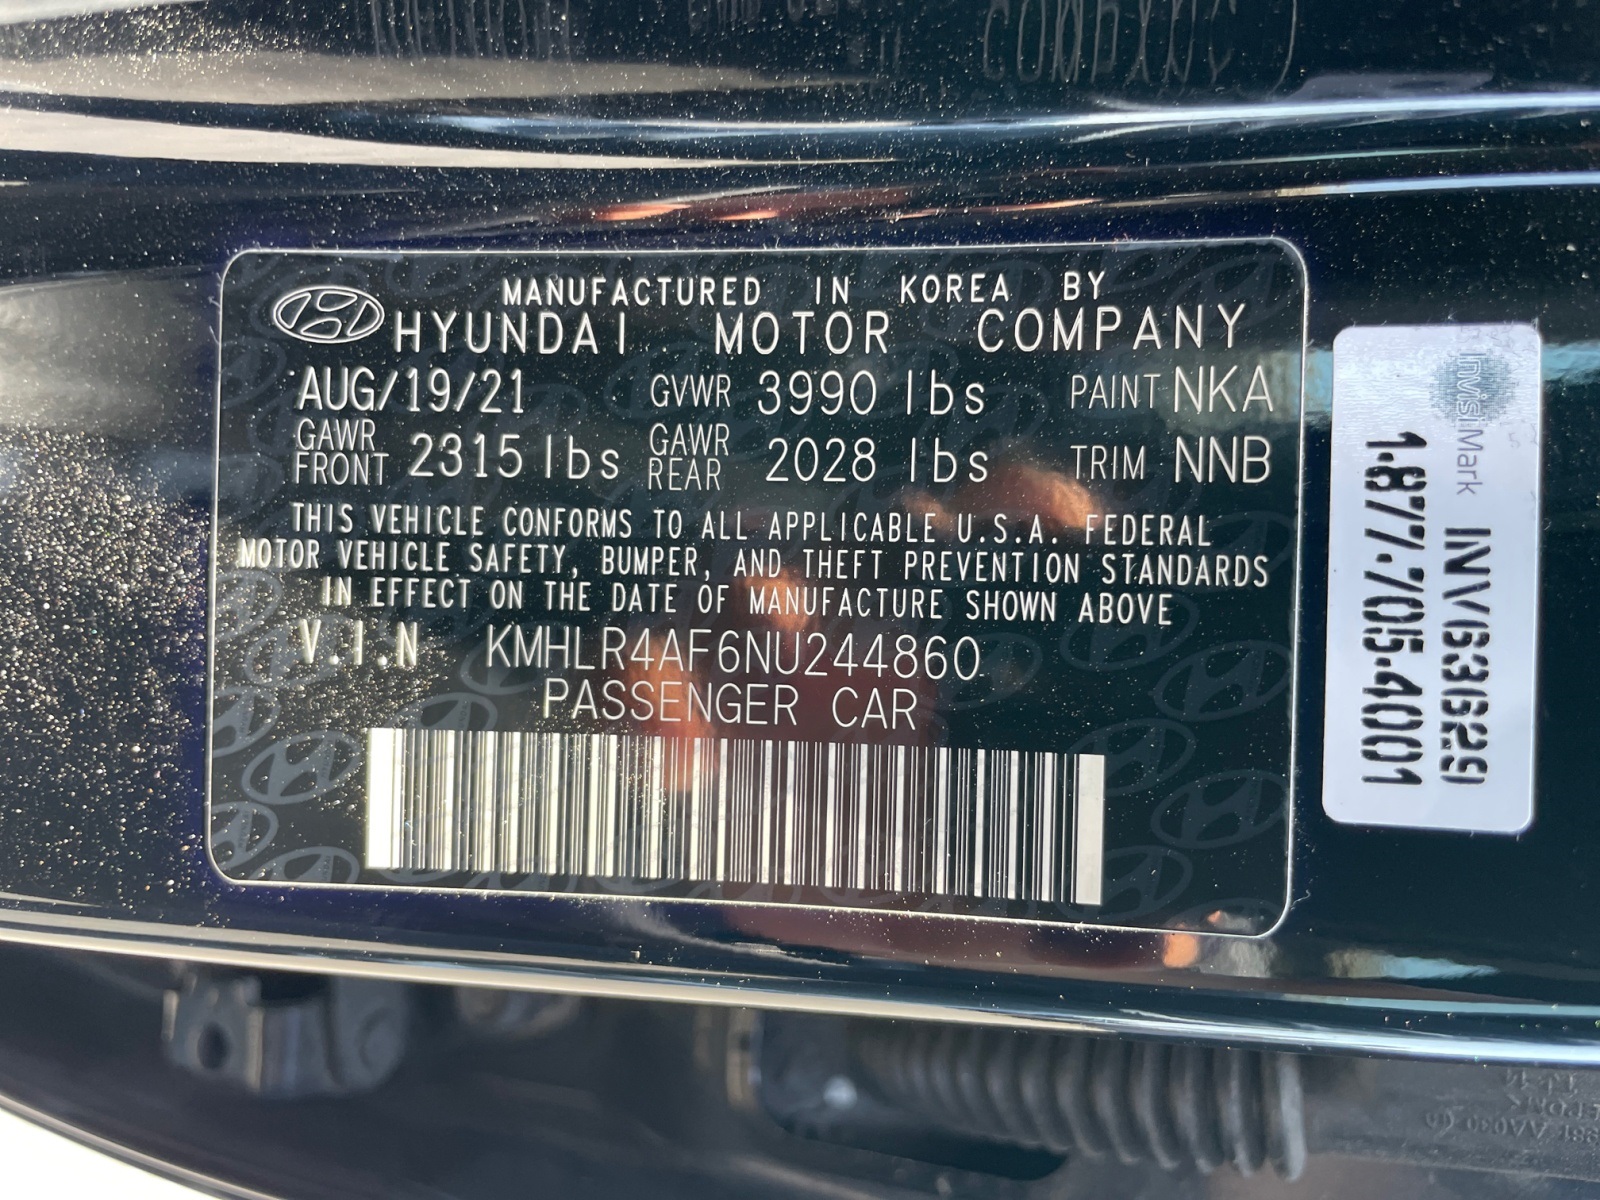 MANUFACTURED IN KOREA BY
HYUNDAI MOTOR COMPANY
AUG/19/21 GVWR 3990 lbs PAINT NKA
GAWR FRONT 2315 lbs GAWR REAR 2028 lbs TRIM NNB
THIS VEHICLE CONFORMS TO ALL APPLICABLE U.S.A. FEDERAL
MOTOR VEHICLE SAFETY, BUMPER, AND THEFT PREVENTION STANDARDS
IN EFFECT ON THE DATE OF MANUFACTURE SHOWN ABOVE
V.I.N KMHLR4AF6NU244860
PASSENGER CAR
InvisiMark INV636299
1.877.705.4001
COMPANY